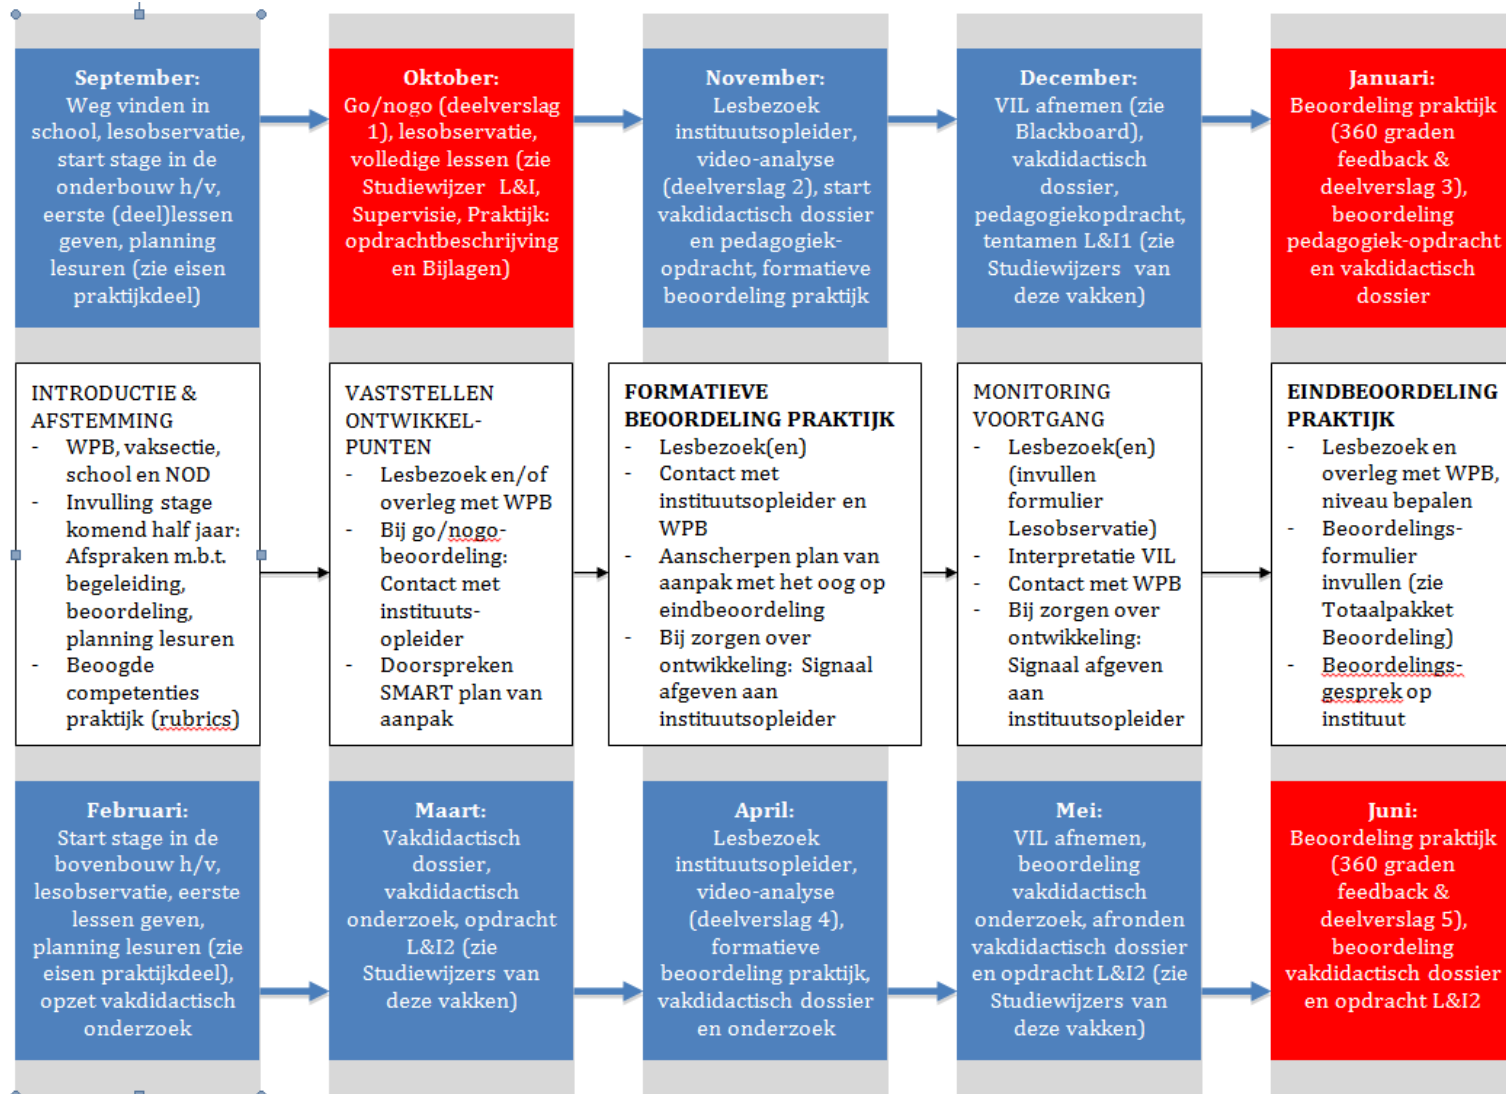 September:
Weg vinden in
school, lesobservatie,
start stage in de
onderbouw h/v,
eerste (deel)lessen
geven, planning
lesuren (zie eisen
praktijkdeel)
Oktober:
Go/nogo (deelverslag
1), lesobservatie,
volledige lessen (zie
Studiewijzer L&I,
Supervisie, Praktijk:
opdrachtbeschrijving
en Bijlagen)
November:
Lesbezoek
instituutsopleider,
video-analyse
(deelverslag 2), start
vakdidactisch dossier
en pedagogiek-
opdracht, formatieve
beoordeling praktijk
December:
VIL afnemen (zie
Blackboard),
vakdidactisch
dossier,
pedagogiekopdracht,
tentamen L&I1 (zie
Studiewijzers van
deze vakken)
Januari:
Beoordeling praktijk
(360 graden
feedback &
deelverslag 3),
beoordeling
pedagogiek-opdracht
en vakdidactisch
dossier
INTRODUCTIE &
AFSTEMMING
- WPB, vaksectie,
school en NOD
- Invulling stage
komend half jaar:
Afspraken m.b.t.
begeleiding,
beoordeling,
planning lesuren
- Beoogde
competenties
praktijk (rubrics)
VASTSTELLEN
ONTWIKKEL-
PUNTEN
- Lesbezoek en/of
overleg met WPB
- Bij go/nogo-
beoordeling:
Contact met
instituuts-
opleider
- Doorspreken
SMART plan van
aanpak
FORMATIEVE
BEOORDELING PRAKTIJK
- Lesbezoek(en)
- Contact met
instituutsopleider en
WPB
- Aanscherpen plan van
aanpak met het oog op
eindbeoordeling
- Bij zorgen over
ontwikkeling: Signaal
afgeven aan
instituutsopleider
MONITORING
VOORTGANG
- Lesbezoek(en)
(invullen
formulier
Lesobservatie)
- Interpretatie VIL
- Contact met WPB
- Bij zorgen over
ontwikkeling:
Signaal afgeven
aan
instituutsopleider
EINDBEOORDELING
PRAKTIJK
- Lesbezoek en
overleg met WPB,
niveau bepalen
- Beoordelings-
formulier
invullen (zie
Totaalpakket
Beoordeling)
- Beoordelings-
gesprek op
instituut
Februari:
Start stage in de
bovenbouw h/v,
lesobservatie, eerste
lessen geven,
planning lesuren (zie
eisen praktijkdeel),
opzet vakdidactisch
onderzoek
Maart:
Vakdidactisch
dossier,
vakdidactisch
onderzoek, opdracht
L&I2 (zie
Studiewijzers van
deze vakken)
April:
Lesbezoek
instituutsopleider,
video-analyse
(deelverslag 4),
formatieve
beoordeling praktijk,
vakdidactisch dossier
en onderzoek
Mei:
VIL afnemen,
beoordeling
vakdidactisch
onderzoek, afronden
vakdidactisch dossier
en opdracht L&I2 (zie
Studiewijzers van
deze vakken)
Juni:
Beoordeling praktijk
(360 graden
feedback &
deelverslag 5),
beoordeling
vakdidactisch dossier
en opdracht L&I2